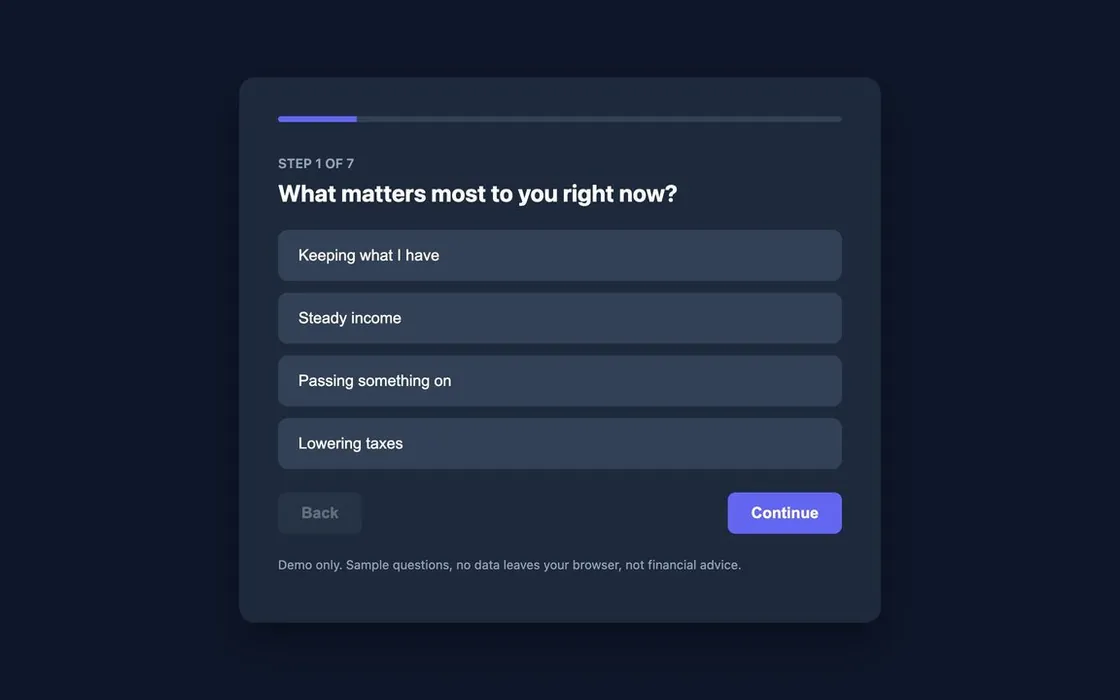 STEP 1 OF 7
What matters most to you right now?
Keeping what I have
Steady income
Passing something on
Lowering taxes
Back
Continue
Demo only. Sample questions, no data leaves your browser, not financial advice.